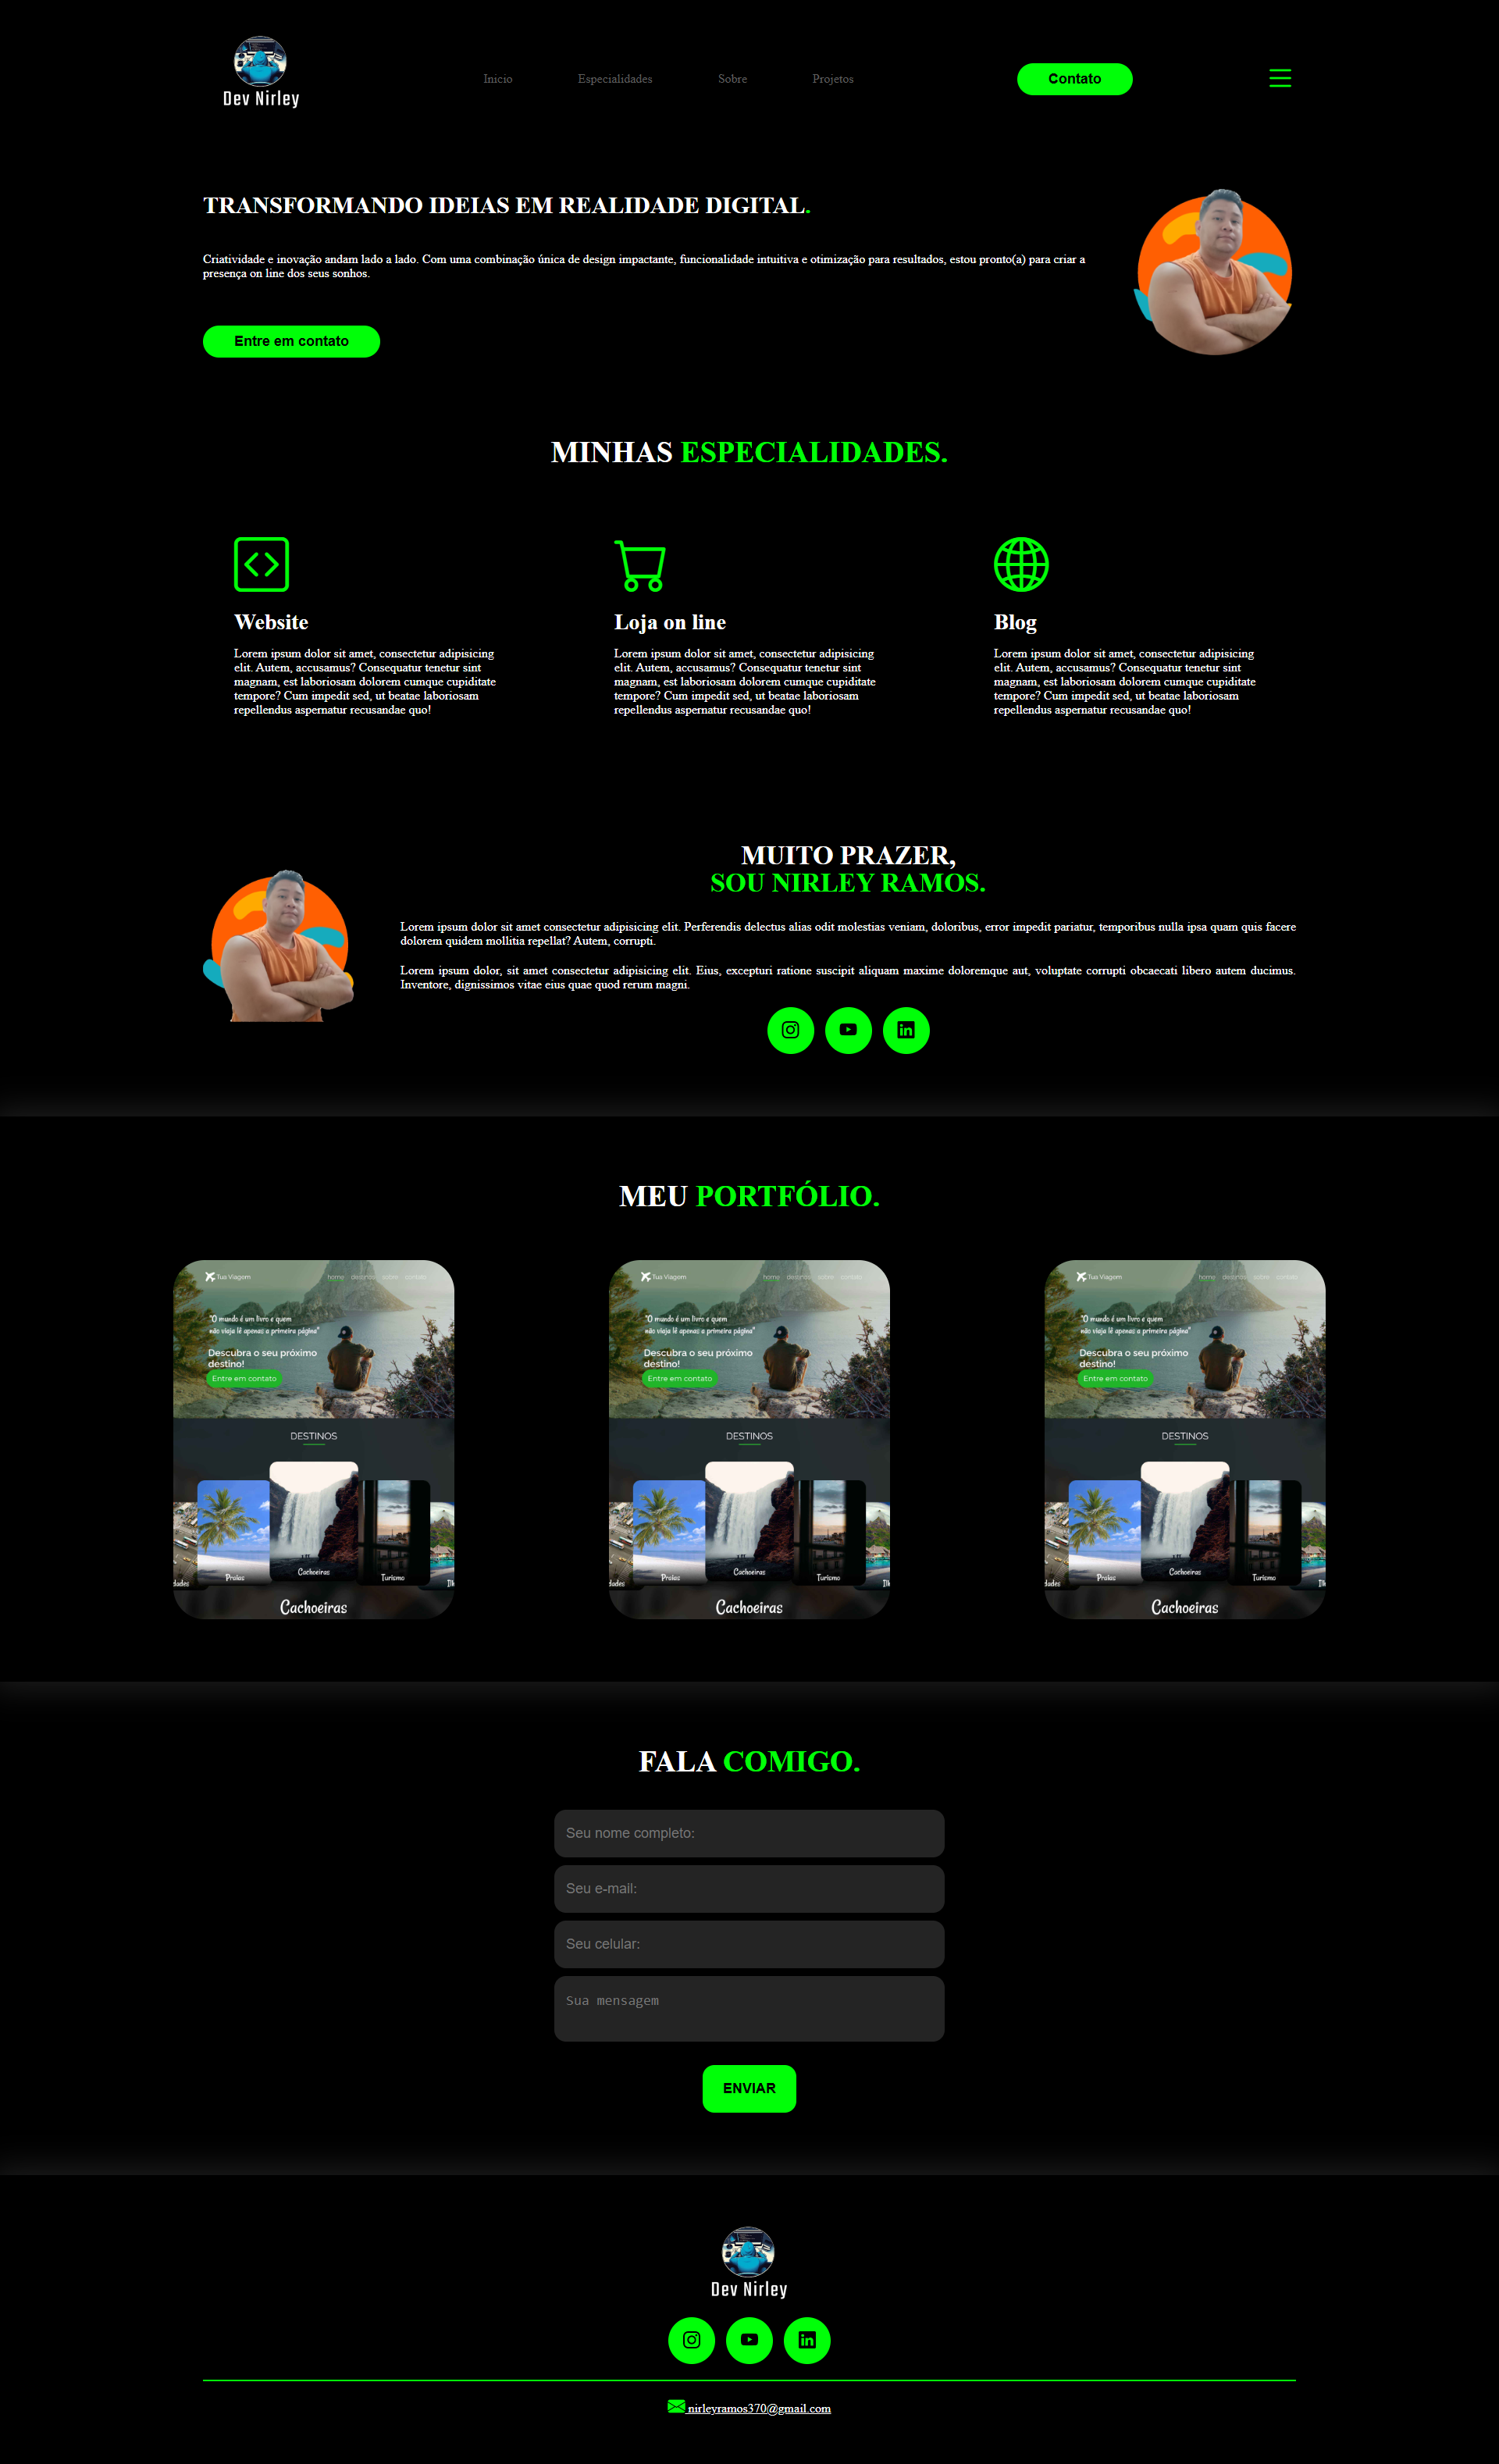 Dev Nirley
Inicio
Especialidades
Sobre
Projetos
Contato
TRANSFORMANDO IDEIAS EM REALIDADE DIGITAL.
Criatividade e inovação andam lado a lado. Com uma combinação única de design impactante, funcionalidade intuitiva e otimização para resultados, estou pronto(a) para criar a
presença on line dos seus sonhos.
Entre em contato
MINHAS ESPECIALIDADES.
Website
Lorem ipsum dolor sit amet, consectetur adipisicing
elit. Autem, accusamus? Consequatur tenetur sint
magnam, est laboriosam dolorem cumque cupiditate
tempore? Cum impedit sed, ut beatae laboriosam
repellendus aspernatur recusandae quo!
Loja on line
Lorem ipsum dolor sit amet, consectetur adipisicing
elit. Autem, accusamus? Consequatur tenetur sint
magnam, est laboriosam dolorem cumque cupiditate
tempore? Cum impedit sed, ut beatae laboriosam
repellendus aspernatur recusandae quo!
Blog
Lorem ipsum dolor sit amet, consectetur adipisicing
elit. Autem, accusamus? Consequatur tenetur sint
magnam, est laboriosam dolorem cumque cupiditate
tempore? Cum impedit sed, ut beatae laboriosam
repellendus aspernatur recusandae quo!
MUITO PRAZER,
SOU NIRLEY RAMOS.
Lorem ipsum dolor sit amet consectetur adipisicing elit. Perferendis delectus alias odit molestias veniam, doloribus, error impedit pariatur, temporibus nulla ipsa quam quis facere
dolorem quidem mollitia repellat? Autem, corrupti.
Lorem ipsum dolor, sit amet consectetur adipisicing elit. Eius, excepturi ratione suscipit aliquam maxime doloremque aut, voluptate corrupti obcaecati libero autem ducimus.
Inventore, dignissimos vitae eius quae quod rerum magni.
MEU PORTFÓLIO.
Tua Viagem
home destinos sobre contato
"O mundo é um livro e quem
não viaja lê apenas a primeira página"
Descubra o seu próximo
destino!
Entre em contato
DESTINOS
dades
Praias
Cachoeiras
Turismo
Ilh
Cachoeiras
Tua Viagem
home destinos sobre contato
"O mundo é um livro e quem
não viaja lê apenas a primeira página"
Descubra o seu próximo
destino!
Entre em contato
DESTINOS
dades
Praias
Cachoeiras
Turismo
Ilh
Cachoeiras
Tua Viagem
home destinos sobre contato
"O mundo é um livro e quem
não viaja lê apenas a primeira página"
Descubra o seu próximo
destino!
Entre em contato
DESTINOS
dades
Praias
Cachoeiras
Turismo
Ilh
Cachoeiras
FALA COMIGO.
Seu nome completo:
Seu e-mail:
Seu celular:
Sua mensagem
ENVIAR
Dev Nirley
nirleyramos370@gmail.com